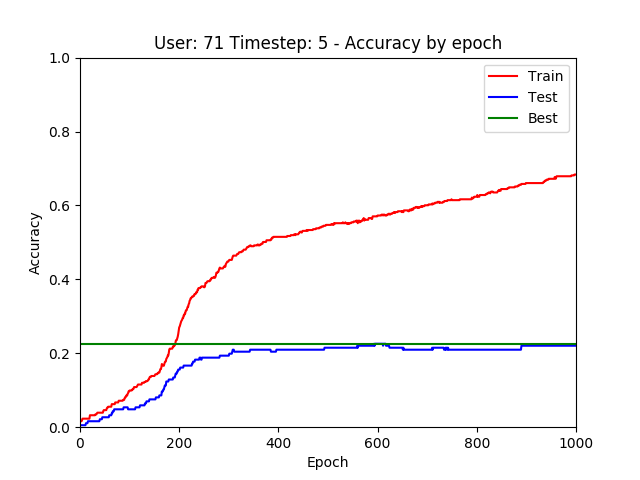 User: 71 Timestep: 5 - Accuracy by epoch
1.0
0.8
0.6
0.4
0.2
0.0
Accuracy
Train
Test
Best
0 200 400 600 800 1000
Epoch